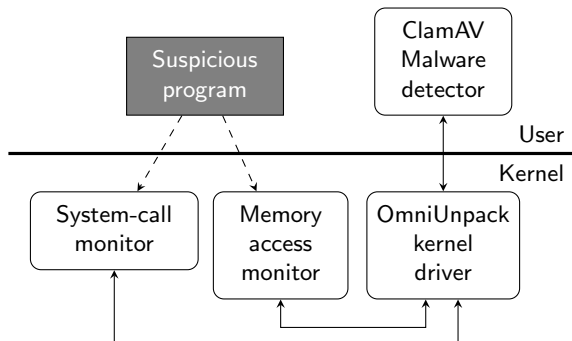 Suspicious
program
ClamAV
Malware
detector
User
Kernel
System-call
monitor
Memory
access
monitor
OmniUnpack
kernel
driver